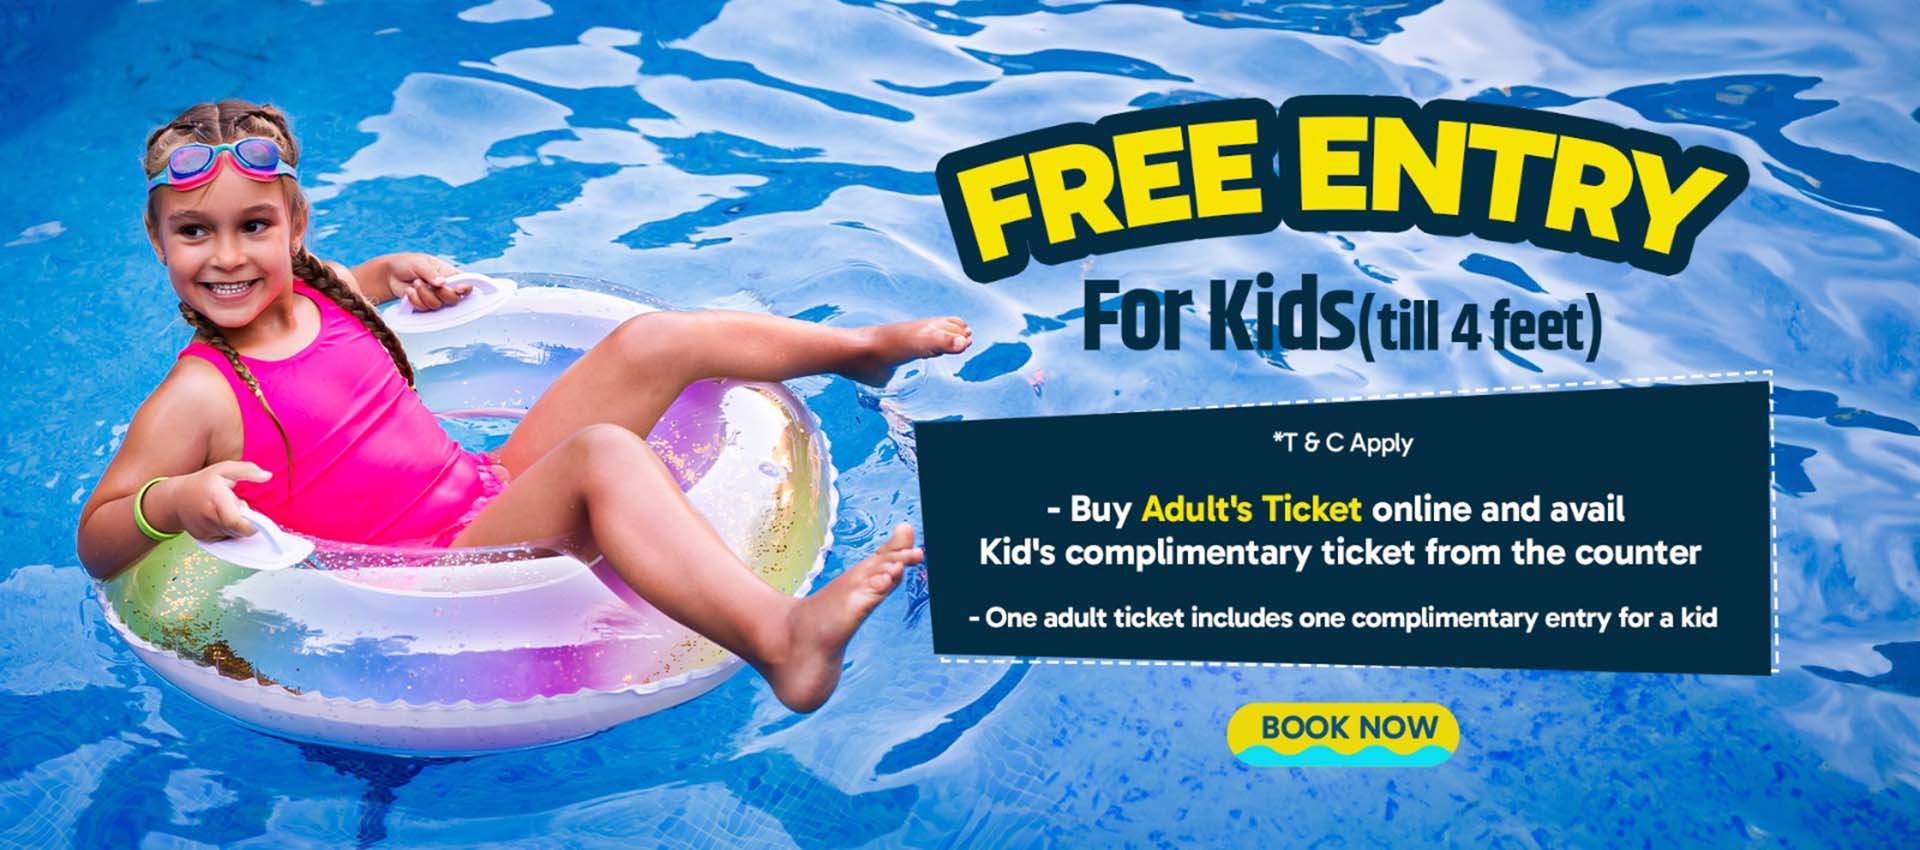 FREE ENTRY
For Kids(till 4 feet)
*T & C Apply
- Buy Adult's Ticket online and avail
Kid's complimentary ticket from the counter
- One adult ticket includes one complimentary entry for a kid
BOOK NOW